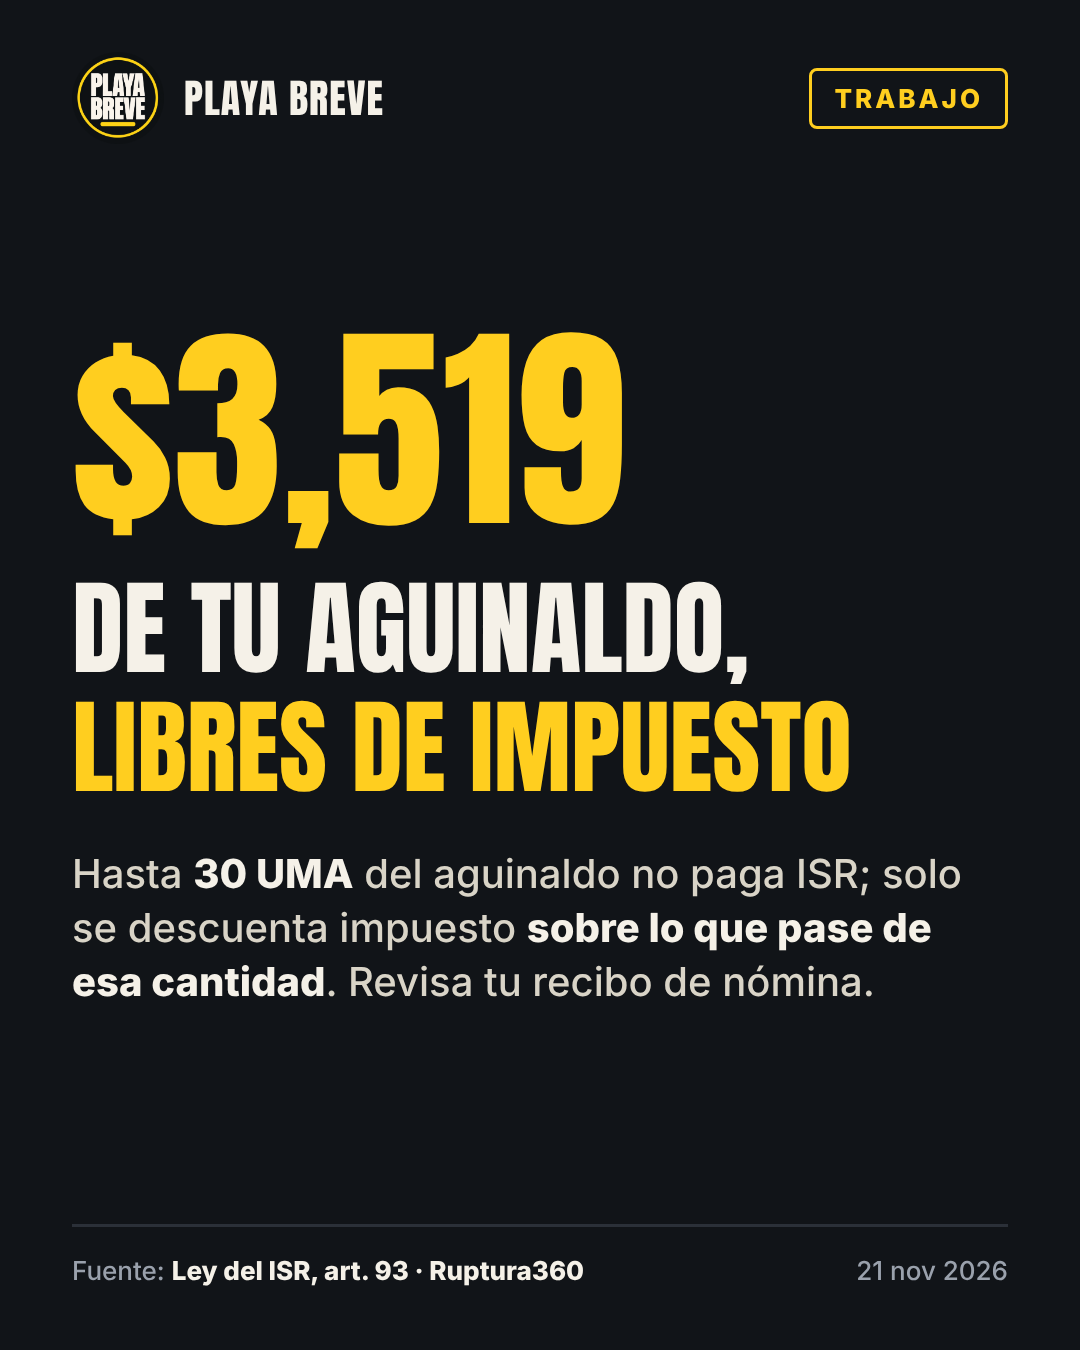 PLAYA
BREVE
PLAYA BREVE
TRABAJO
$3,519
DE TU AGUINALDO,
LIBRES DE IMPUESTO
Hasta 30 UMA del aguinaldo no paga ISR; solo
se descuenta impuesto sobre lo que pase de
esa cantidad. Revisa tu recibo de nómina.
Fuente: Ley del ISR, art. 93 · Ruptura360
21 nov 2026